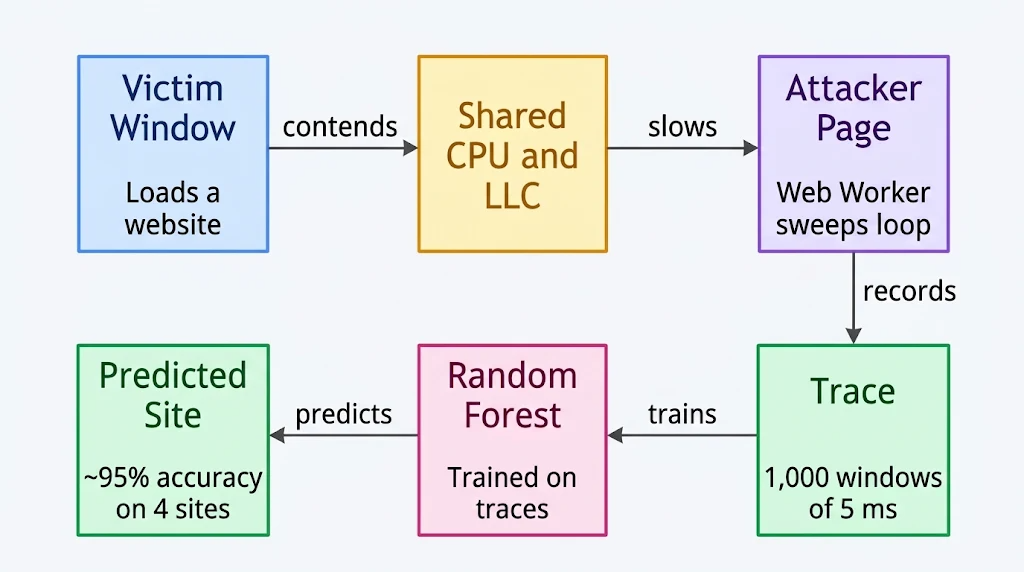 Victim
Window
Loads a
website
contends
Shared
CPU and
LLC
slows
Attacker
Page
Web Worker
sweeps loop
records
Trace
1,000 windows
of 5 ms
trains
Random
Forest
Trained on
traces
predicts
Predicted
Site
~95% accuracy
on 4 sites